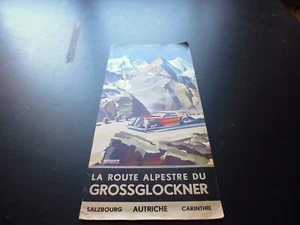 LA ROUTE ALPESTRE DU
GROSSGLOCKNER
SALZBOURG AUTRICHE CARINTHIE